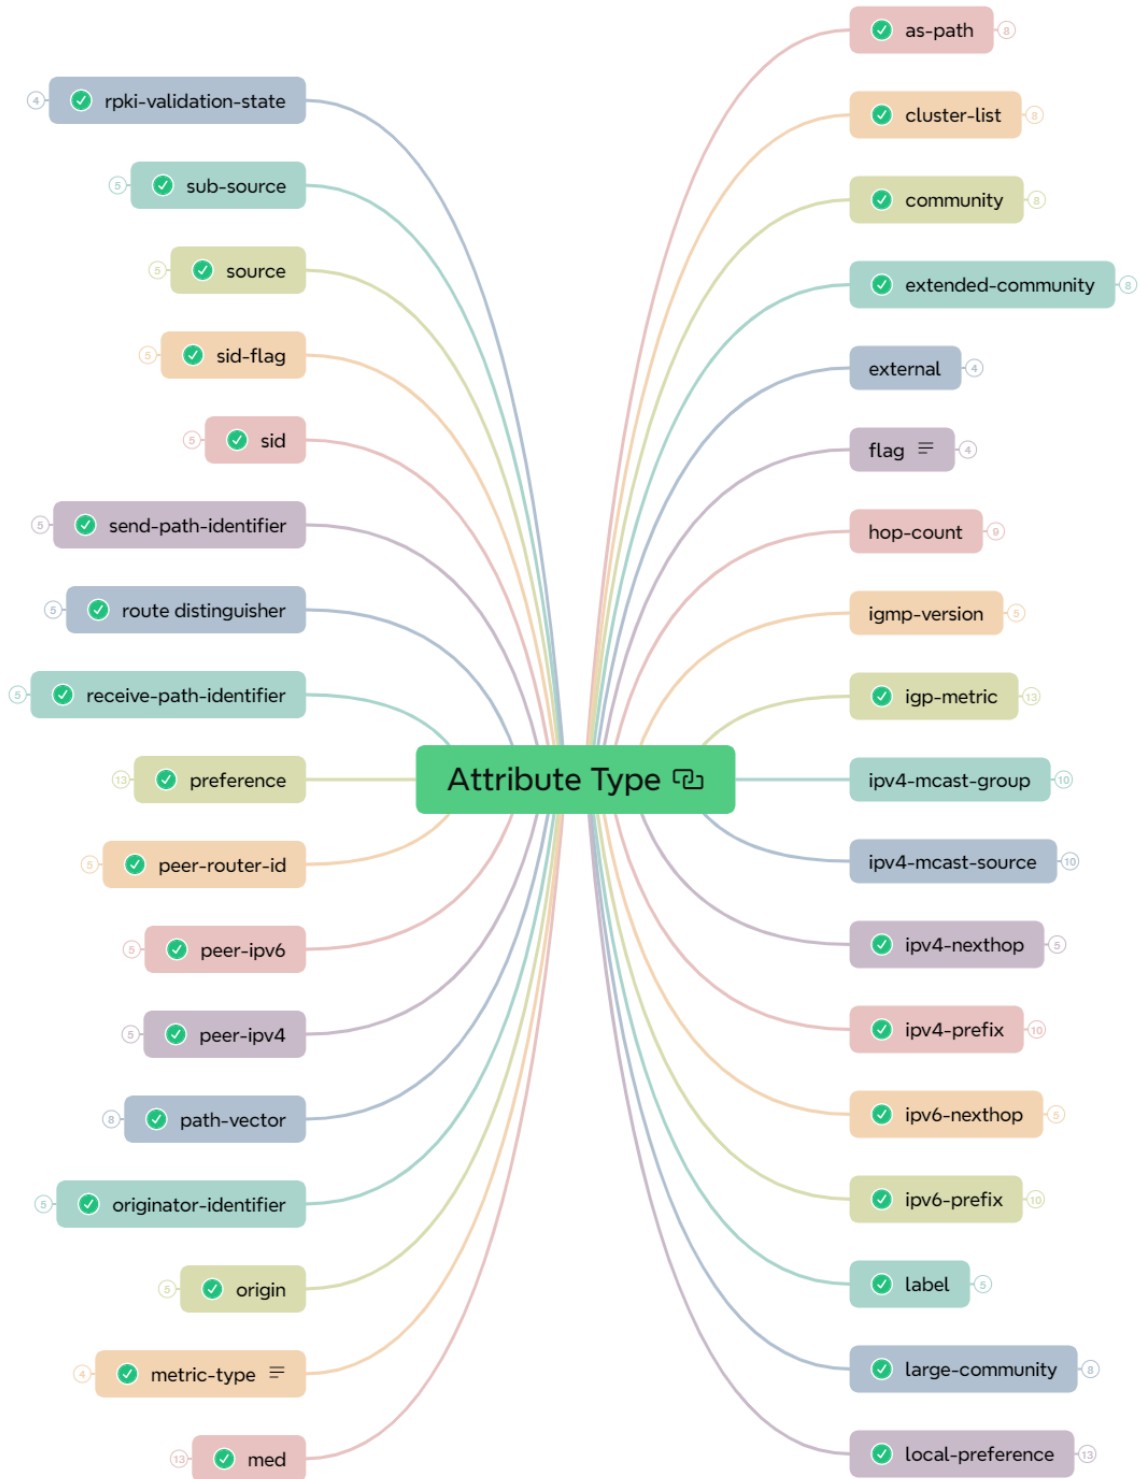 Attribute Type
as-path 8
cluster-list 8
community 8
extended-community 8
external 4
flag 4
hop-count 9
igmp-version 5
igp-metric 13
ipv4-mcast-group 10
ipv4-mcast-source 10
ipv4-nexthop 5
ipv4-prefix 10
ipv6-nexthop 5
ipv6-prefix 10
label 5
large-community 8
local-preference 13
4 rpki-validation-state
5 sub-source
5 source
5 sid-flag
5 sid
5 send-path-identifier
5 route distinguisher
5 receive-path-identifier
13 preference
5 peer-router-id
5 peer-ipv6
5 peer-ipv4
8 path-vector
5 originator-identifier
5 origin
4 metric-type
13 med